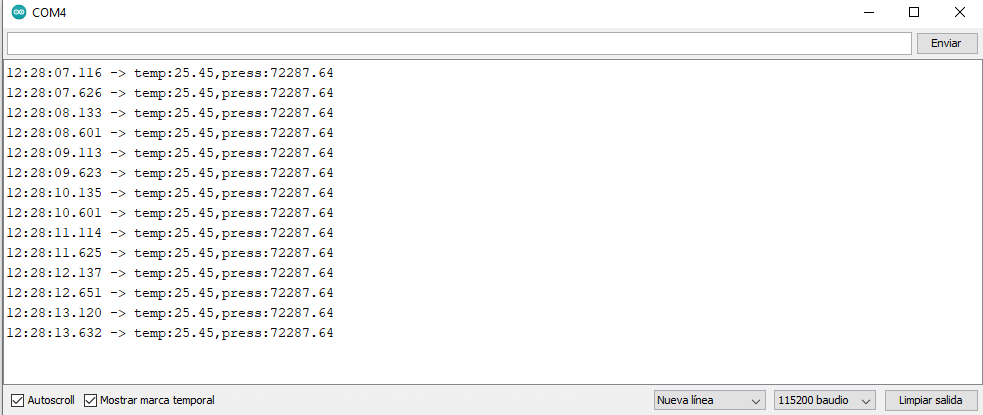 COM4
Enviar
12:28:07.116 -> temp:25.45,press:72287.64
12:28:07.626 -> temp:25.45,press:72287.64
12:28:08.133 -> temp:25.45,press:72287.64
12:28:08.601 -> temp:25.45,press:72287.64
12:28:09.113 -> temp:25.45,press:72287.64
12:28:09.623 -> temp:25.45,press:72287.64
12:28:10.135 -> temp:25.45,press:72287.64
12:28:10.601 -> temp:25.45,press:72287.64
12:28:11.114 -> temp:25.45,press:72287.64
12:28:11.625 -> temp:25.45,press:72287.64
12:28:12.137 -> temp:25.45,press:72287.64
12:28:12.651 -> temp:25.45,press:72287.64
12:28:13.120 -> temp:25.45,press:72287.64
12:28:13.632 -> temp:25.45,press:72287.64
Autoscroll Mostrar marca temporal Nueva línea 115200 baudio Limpiar salida